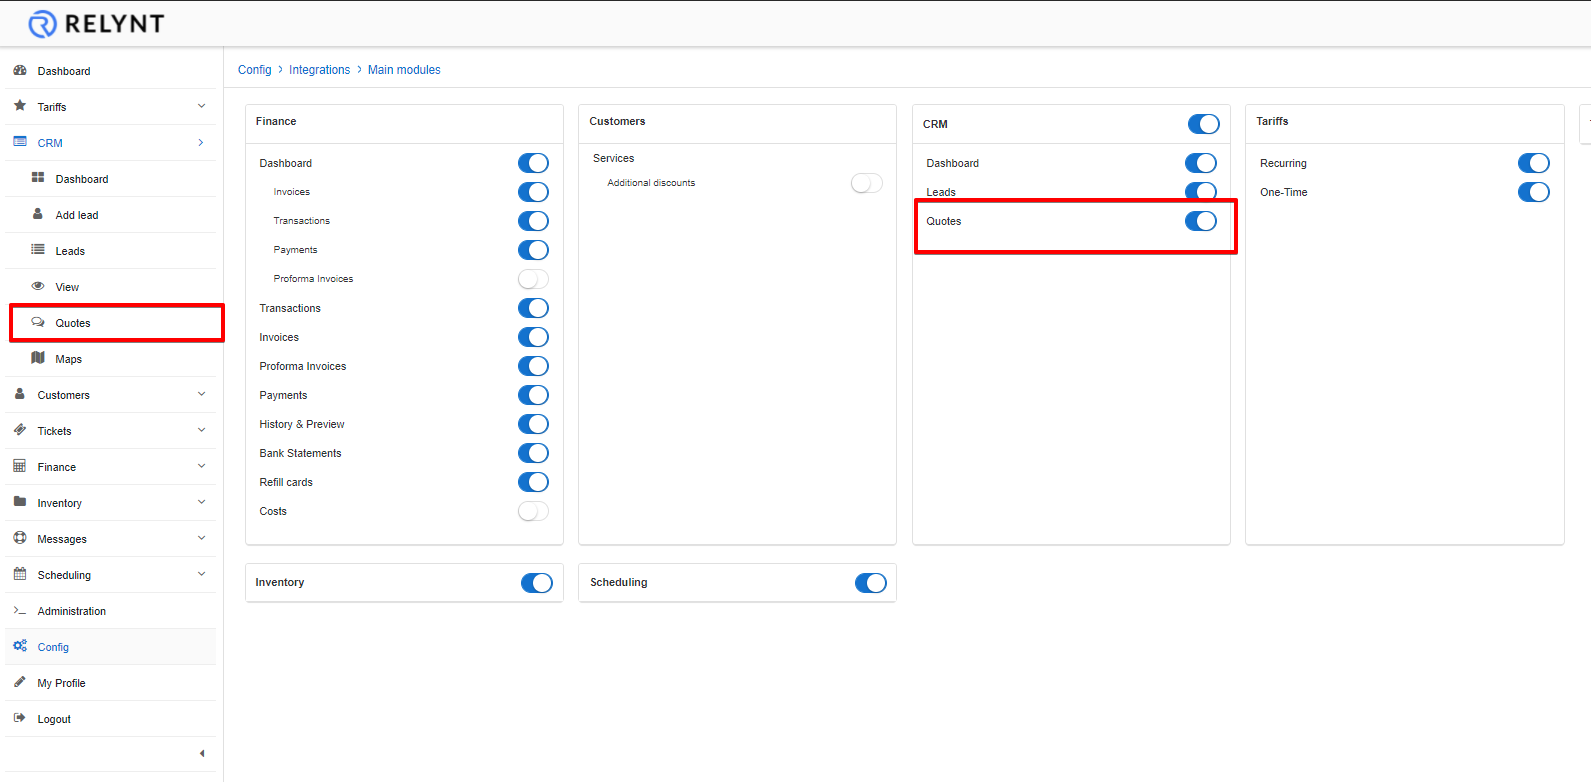 RELYNT
Dashboard
Tariffs
CRM
Dashboard
Add lead
Leads
View
Quotes
Maps
Customers
Tickets
Finance
Inventory
Messages
Scheduling
Administration
Config
My Profile
Logout
Config > Integrations > Main modules
Finance
Dashboard
Invoices
Transactions
Payments
Proforma Invoices
Transactions
Invoices
Proforma Invoices
Payments
History & Preview
Bank Statements
Refill cards
Costs
Customers
Services
Additional discounts
CRM
Dashboard
Leads
Quotes
Tariffs
Recurring
One-Time
Inventory
Scheduling